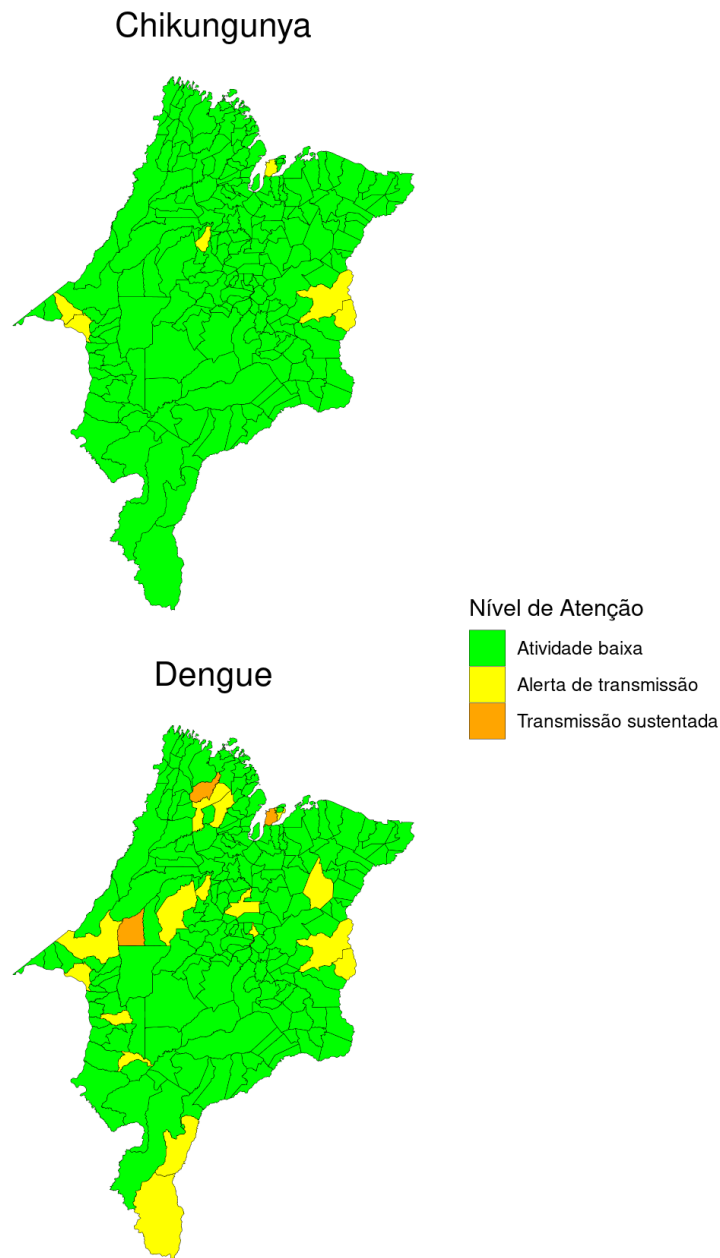 Chikungunya
Nível de Atenção
Atividade baixa
Alerta de transmissão
Transmissão sustentada
Dengue